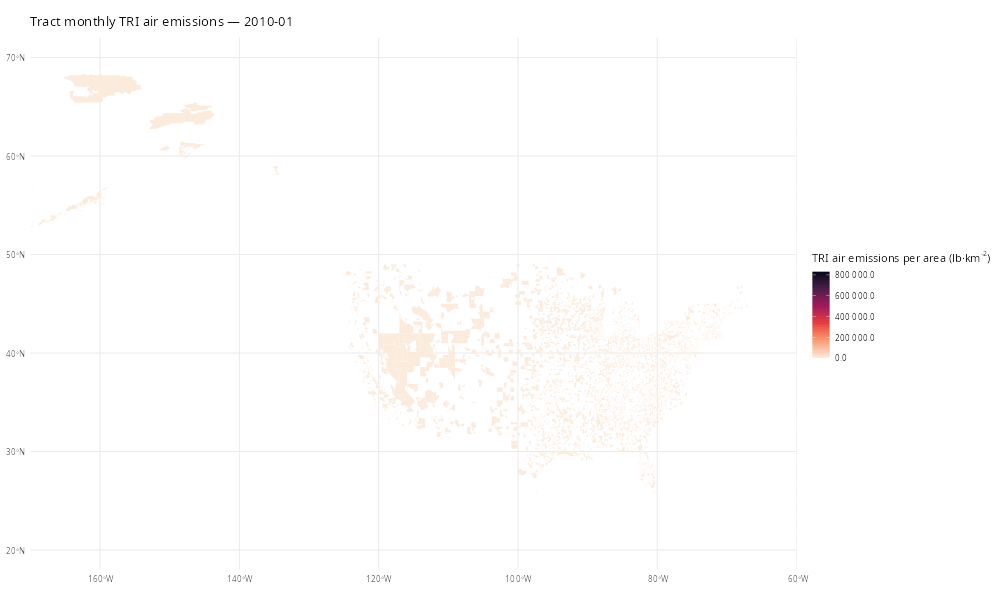 Tract monthly TRI air emissions — 2010-01
70°N
60°N
50°N
40°N
30°N
20°N
160°W
140°W
120°W
100°W
80°W
60°W
TRI air emissions per area (lb·km⁻²)
800 000.0
600 000.0
400 000.0
200 000.0
0.0